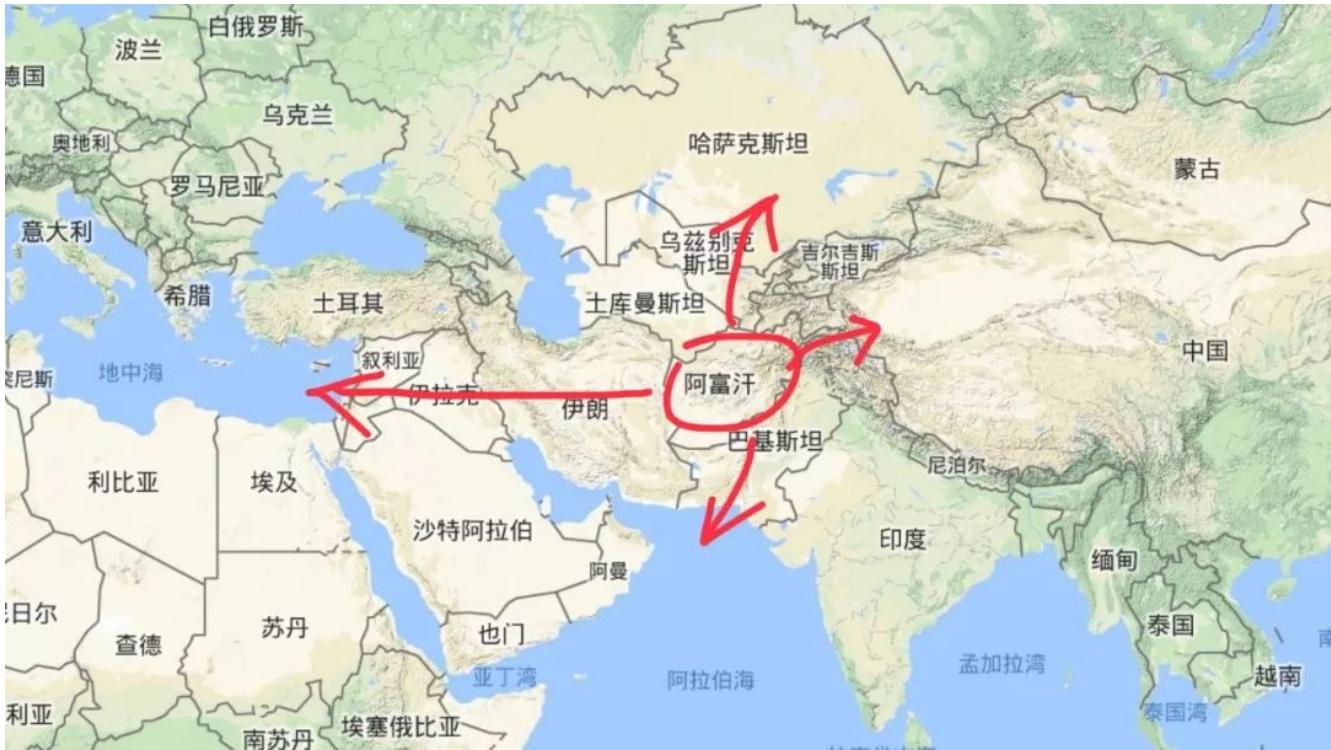 白俄罗斯
波兰
德国
乌克兰
奥地利
哈萨克斯坦
蒙古
罗马尼亚
意大利
乌兹别克
斯坦
吉尔吉斯
斯坦
希腊
土耳其
土库曼斯坦
中国
叙利亚
地中海
尼斯
阿富汗
伊拉克
伊朗
巴基斯坦
尼泊尔
利比亚
埃及
沙特阿拉伯
印度
缅甸
阿曼
日尔
苏丹
查德
也门
泰国
南
孟加拉湾
亚丁湾
阿拉伯海
越南
利亚
埃塞俄比亚
南苏丹
泰国湾